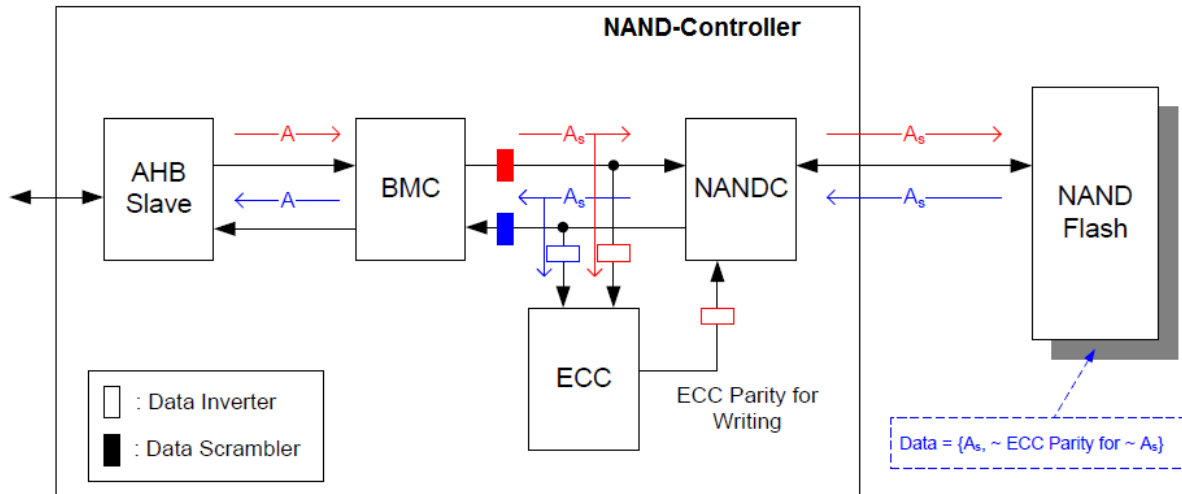 NAND-Controller
A
A
AHB
Slave
BMC
Aₛ
Aₛ
NANDC
Aₛ
Aₛ
NAND
Flash
ECC
ECC Parity for
Writing
: Data Inverter
: Data Scrambler
Data = {Aₛ, ~ ECC Parity for ~ Aₛ}